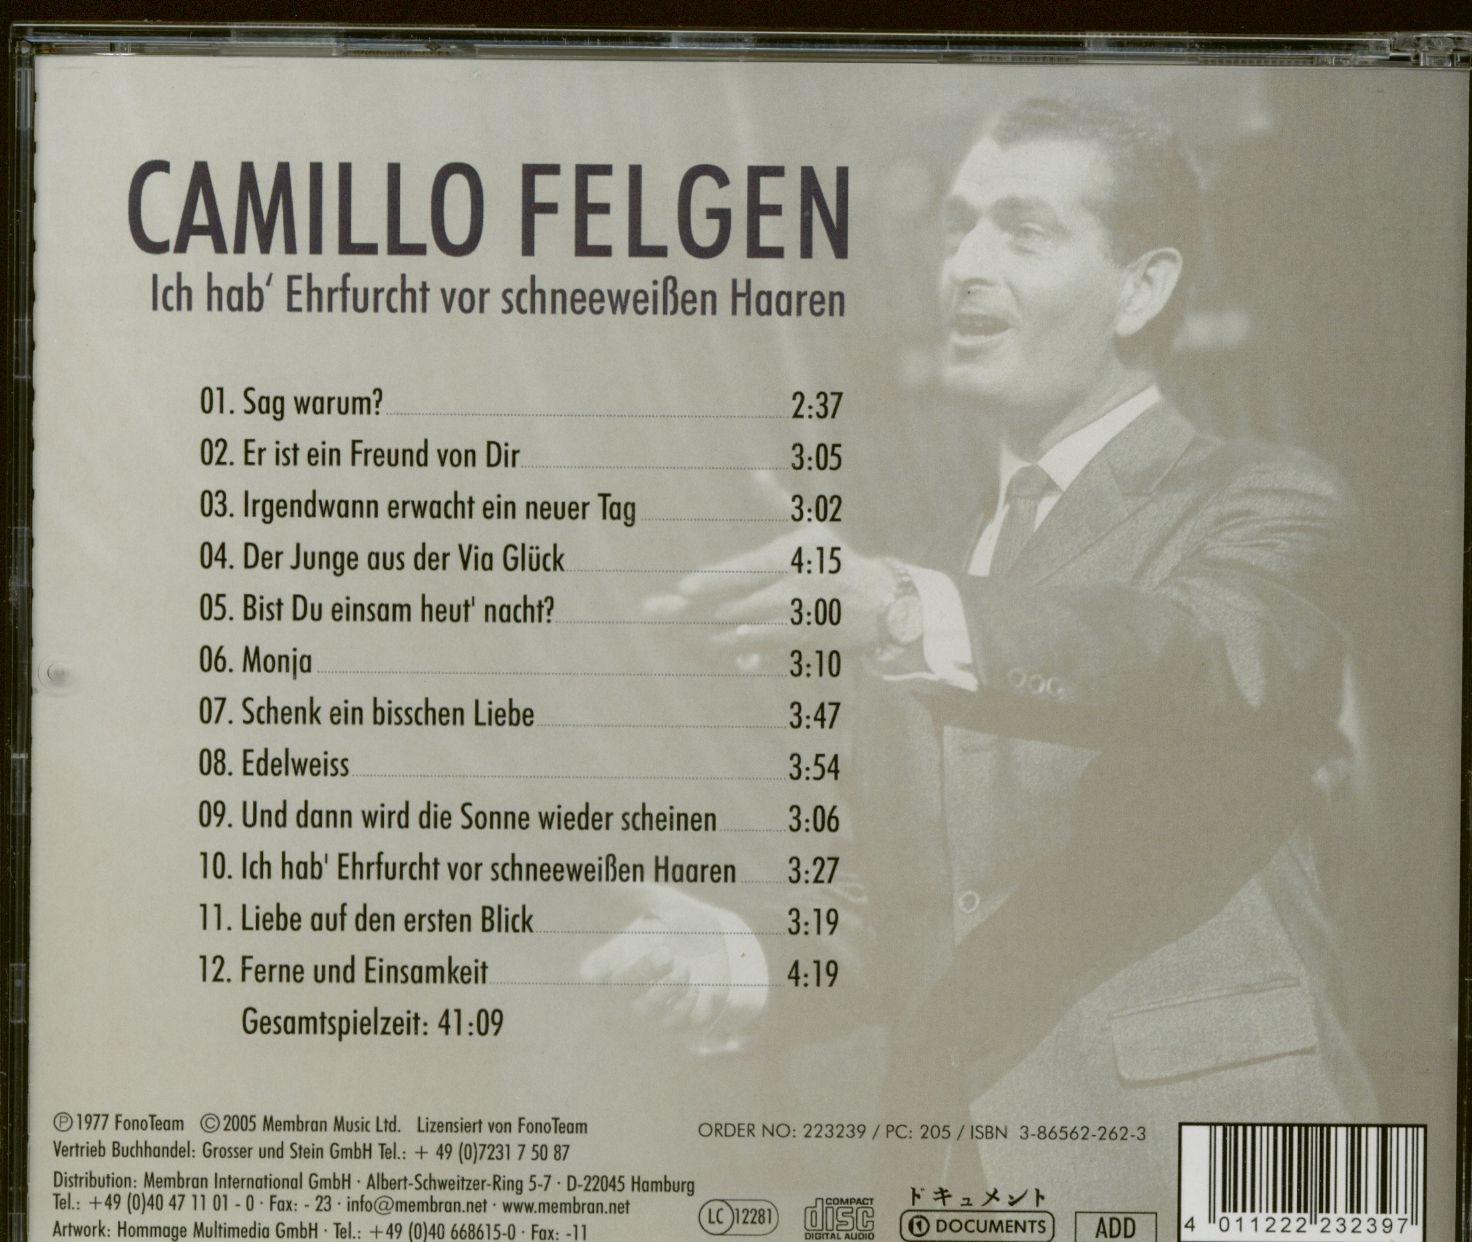 CAMILLO FELGEN
Ich hab‘ Ehrfurcht vor schneeweißen Haaren
01. Sag warum? 2:37
02. Er ist ein Freund von Dir 3:05
03. Irgendwann erwacht ein neuer Tag 3:02
04. Der Junge aus der Via Glück 4:15
05. Bist Du einsam heut' nacht? 3:00
06. Monja 3:10
07. Schenk ein bisschen Liebe 3:47
08. Edelweiss 3:54
09. Und dann wird die Sonne wieder scheinen 3:06
10. Ich hab' Ehrfurcht vor schneeweißen Haaren 3:27
11. Liebe auf den ersten Blick 3:19
12. Ferne und Einsamkeit 4:19
Gesamtspielzeit: 41:09
Ⓟ1977 FonoTeam ©2005 Membran Music Ltd. Lizensiert von FonoTeam
Vertrieb Buchhandel: Grosser und Stein GmbH Tel.: + 49 (0)7231 7 50 87
Distribution: Membran International GmbH · Albert-Schweitzer-Ring 5-7 · D-22045 Hamburg
Tel.: +49 (0)40 47 11 01 - 0 · Fax: - 23 · info@membran.net · www.membran.net
Artwork: Hommage Multimedia GmbH · Tel.: +49 (0)40 668615-0 · Fax: -11
ORDER NO: 223239 / PC: 205 / ISBN 3-86562-262-3
LC 12281
COMPACT
disc
DIGITAL AUDIO
ドキュメント
DOCUMENTS
ADD
4 011222 232397